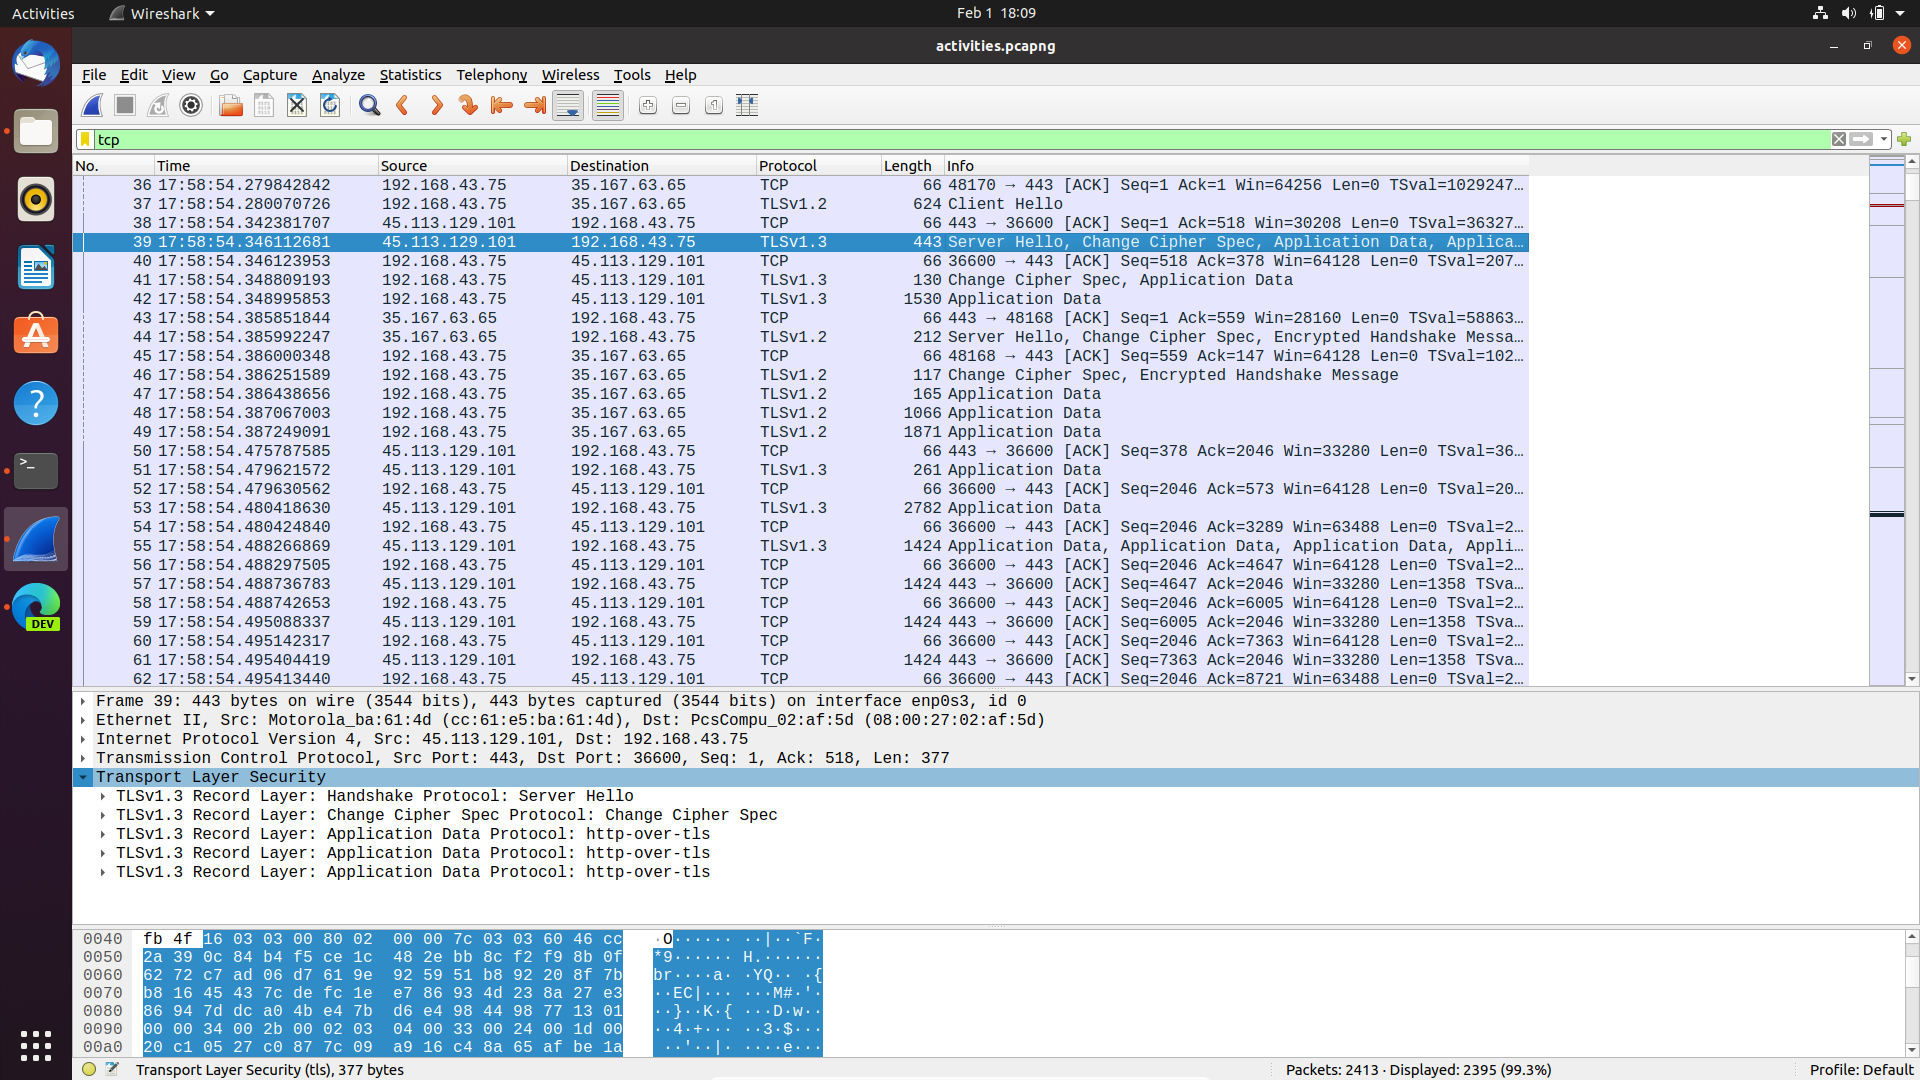 Activities Wireshark Feb 1 18:09
activities.pcapng
File Edit View Go Capture Analyze Statistics Telephony Wireless Tools Help
tcp
No. Time Source Destination Protocol Length Info
36 17:58:54.279842842 192.168.43.75 35.167.63.65 TCP 66 48170 → 443 [ACK] Seq=1 Ack=1 Win=64256 Len=0 TSval=1029247…
37 17:58:54.280070726 192.168.43.75 35.167.63.65 TLSv1.2 624 Client Hello
38 17:58:54.342381707 45.113.129.101 192.168.43.75 TCP 66 443 → 36600 [ACK] Seq=1 Ack=518 Win=30208 Len=0 TSval=36327…
39 17:58:54.346112681 45.113.129.101 192.168.43.75 TLSv1.3 443 Server Hello, Change Cipher Spec, Application Data, Applica…
40 17:58:54.346123953 192.168.43.75 45.113.129.101 TCP 66 36600 → 443 [ACK] Seq=518 Ack=378 Win=64128 Len=0 TSval=207…
41 17:58:54.348809193 192.168.43.75 45.113.129.101 TLSv1.3 130 Change Cipher Spec, Application Data
42 17:58:54.348995853 192.168.43.75 45.113.129.101 TLSv1.3 1530 Application Data
43 17:58:54.385851844 35.167.63.65 192.168.43.75 TCP 66 443 → 48168 [ACK] Seq=1 Ack=559 Win=28160 Len=0 TSval=58863…
44 17:58:54.385992247 35.167.63.65 192.168.43.75 TLSv1.2 212 Server Hello, Change Cipher Spec, Encrypted Handshake Messa…
45 17:58:54.386000348 192.168.43.75 35.167.63.65 TCP 66 48168 → 443 [ACK] Seq=559 Ack=147 Win=64128 Len=0 TSval=102…
46 17:58:54.386251589 192.168.43.75 35.167.63.65 TLSv1.2 117 Change Cipher Spec, Encrypted Handshake Message
47 17:58:54.386438656 192.168.43.75 35.167.63.65 TLSv1.2 165 Application Data
48 17:58:54.387067003 192.168.43.75 35.167.63.65 TLSv1.2 1066 Application Data
49 17:58:54.387249091 192.168.43.75 35.167.63.65 TLSv1.2 1871 Application Data
50 17:58:54.475787585 45.113.129.101 192.168.43.75 TCP 66 443 → 36600 [ACK] Seq=378 Ack=2046 Win=33280 Len=0 TSval=36…
51 17:58:54.479621572 45.113.129.101 192.168.43.75 TLSv1.3 261 Application Data
52 17:58:54.479630562 192.168.43.75 45.113.129.101 TCP 66 36600 → 443 [ACK] Seq=2046 Ack=573 Win=64128 Len=0 TSval=20…
53 17:58:54.480418630 45.113.129.101 192.168.43.75 TLSv1.3 2782 Application Data
54 17:58:54.480424840 192.168.43.75 45.113.129.101 TCP 66 36600 → 443 [ACK] Seq=2046 Ack=3289 Win=63488 Len=0 TSval=2…
55 17:58:54.488266869 45.113.129.101 192.168.43.75 TLSv1.3 1424 Application Data, Application Data, Application Data, Appli…
56 17:58:54.488297505 192.168.43.75 45.113.129.101 TCP 66 36600 → 443 [ACK] Seq=2046 Ack=4647 Win=64128 Len=0 TSval=2…
57 17:58:54.488736783 45.113.129.101 192.168.43.75 TCP 1424 443 → 36600 [ACK] Seq=4647 Ack=2046 Win=33280 Len=1358 TSva…
58 17:58:54.488742653 192.168.43.75 45.113.129.101 TCP 66 36600 → 443 [ACK] Seq=2046 Ack=6005 Win=64128 Len=0 TSval=2…
59 17:58:54.495088337 45.113.129.101 192.168.43.75 TCP 1424 443 → 36600 [ACK] Seq=6005 Ack=2046 Win=33280 Len=1358 TSva…
60 17:58:54.495142317 192.168.43.75 45.113.129.101 TCP 66 36600 → 443 [ACK] Seq=2046 Ack=7363 Win=64128 Len=0 TSval=2…
61 17:58:54.495404419 45.113.129.101 192.168.43.75 TCP 1424 443 → 36600 [ACK] Seq=7363 Ack=2046 Win=33280 Len=1358 TSva…
62 17:58:54.495413440 192.168.43.75 45.113.129.101 TCP 66 36600 → 443 [ACK] Seq=2046 Ack=8721 Win=63488 Len=0 TSval=2…
DEV
Frame 39: 443 bytes on wire (3544 bits), 443 bytes captured (3544 bits) on interface enp0s3, id 0
Ethernet II, Src: Motorola_ba:61:4d (cc:61:e5:ba:61:4d), Dst: PcsCompu_02:af:5d (08:00:27:02:af:5d)
Internet Protocol Version 4, Src: 45.113.129.101, Dst: 192.168.43.75
Transmission Control Protocol, Src Port: 443, Dst Port: 36600, Seq: 1, Ack: 518, Len: 377
Transport Layer Security
TLSv1.3 Record Layer: Handshake Protocol: Server Hello
TLSv1.3 Record Layer: Change Cipher Spec Protocol: Change Cipher Spec
TLSv1.3 Record Layer: Application Data Protocol: http-over-tls
TLSv1.3 Record Layer: Application Data Protocol: http-over-tls
TLSv1.3 Record Layer: Application Data Protocol: http-over-tls
0040 fb 4f 16 03 03 00 80 02 00 00 7c 03 03 60 46 cc ·O······ ··|··`F·
0050 2a 39 0c 84 b4 f5 ce 1c 48 2e bb 8c f2 f9 8b 0f *9······ H.······
0060 62 72 c7 ad 06 d7 61 9e 92 59 51 b8 92 20 8f 7b br····a· ·YQ·· ·{
0070 b8 16 45 43 7c de fc 1e e7 86 93 4d 23 8a 27 e3 ··EC|··· ···M#·'·
0080 86 94 7d dc a0 4b e4 7b d6 e4 98 44 98 77 13 01 ··}··K·{ ···D·w··
0090 00 00 34 00 2b 00 02 03 04 00 33 00 24 00 1d 00 ··4·+··· ··3·$···
00a0 20 c1 05 27 c0 87 7c 09 a9 16 c4 8a 65 af be 1a ··'··|· ····e···
Transport Layer Security (tls), 377 bytes Packets: 2413 · Displayed: 2395 (99.3%) Profile: Default